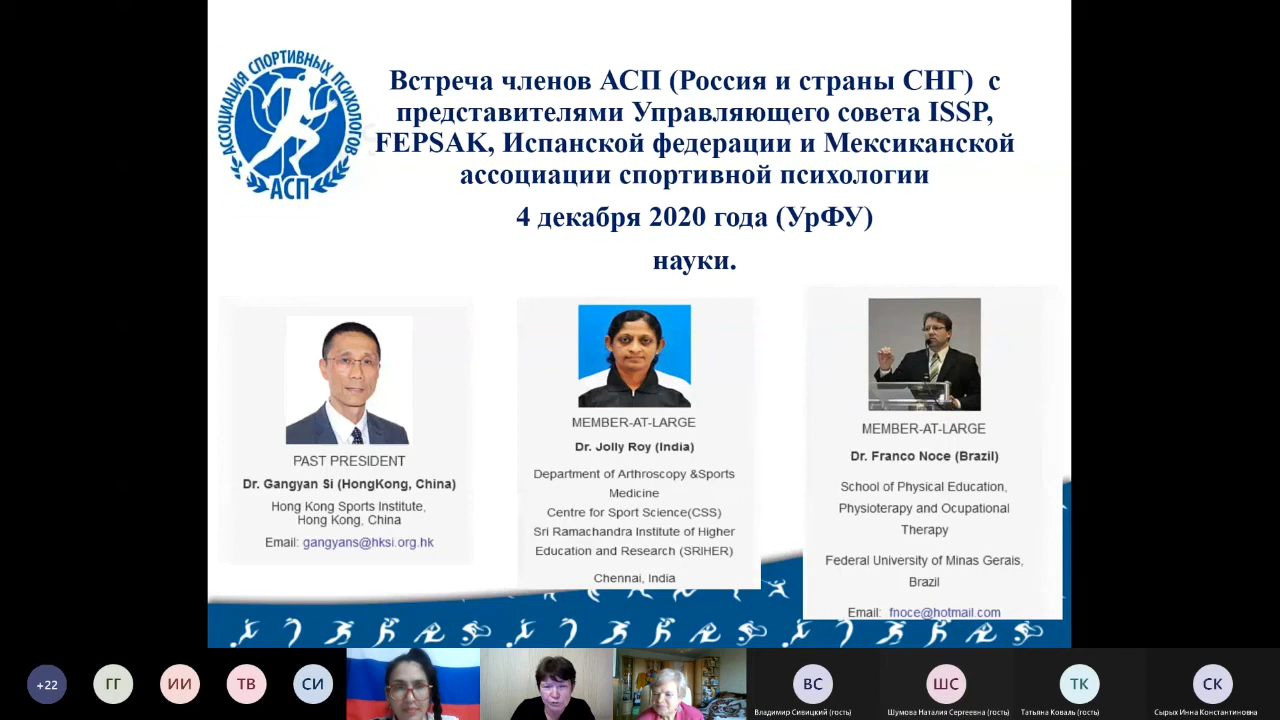 АССОЦИАЦИЯ СПОРТИВНЫХ ПСИХОЛОГОВ
АСП
Встреча членов АСП (Россия и страны СНГ) с
представителями Управляющего совета ISSP,
FEPSAK, Испанской федерации и Мексиканской
ассоциации спортивной психологии
4 декабря 2020 года (УрФУ)
науки.
PAST PRESIDENT
Dr. Gangyan Si (HongKong, China)
Hong Kong Sports Institute,
Hong Kong, China
Email: gangyans@hksi.org.hk
MEMBER-AT-LARGE
Dr. Jolly Roy (India)
Department of Arthroscopy &Sports
Medicine
Centre for Sport Science(CSS)
Sri Ramachandra Institute of Higher
Education and Research (SRIHER)
Chennai, India
MEMBER-AT-LARGE
Dr. Franco Noce (Brazil)
School of Physical Education,
Physioterapy and Ocupational
Therapy
Federal University of Minas Gerais,
Brazil
Email: fnoce@hotmail.com
+22
ГГ
ИИ
ТВ
СИ
ВС
Владимир Сивицкий (гость)
ШС
Шумова Наталия Сергеевна (гость)
ТК
Татьяна Коваль (гость)
СК
Сырых Инна Константиновна